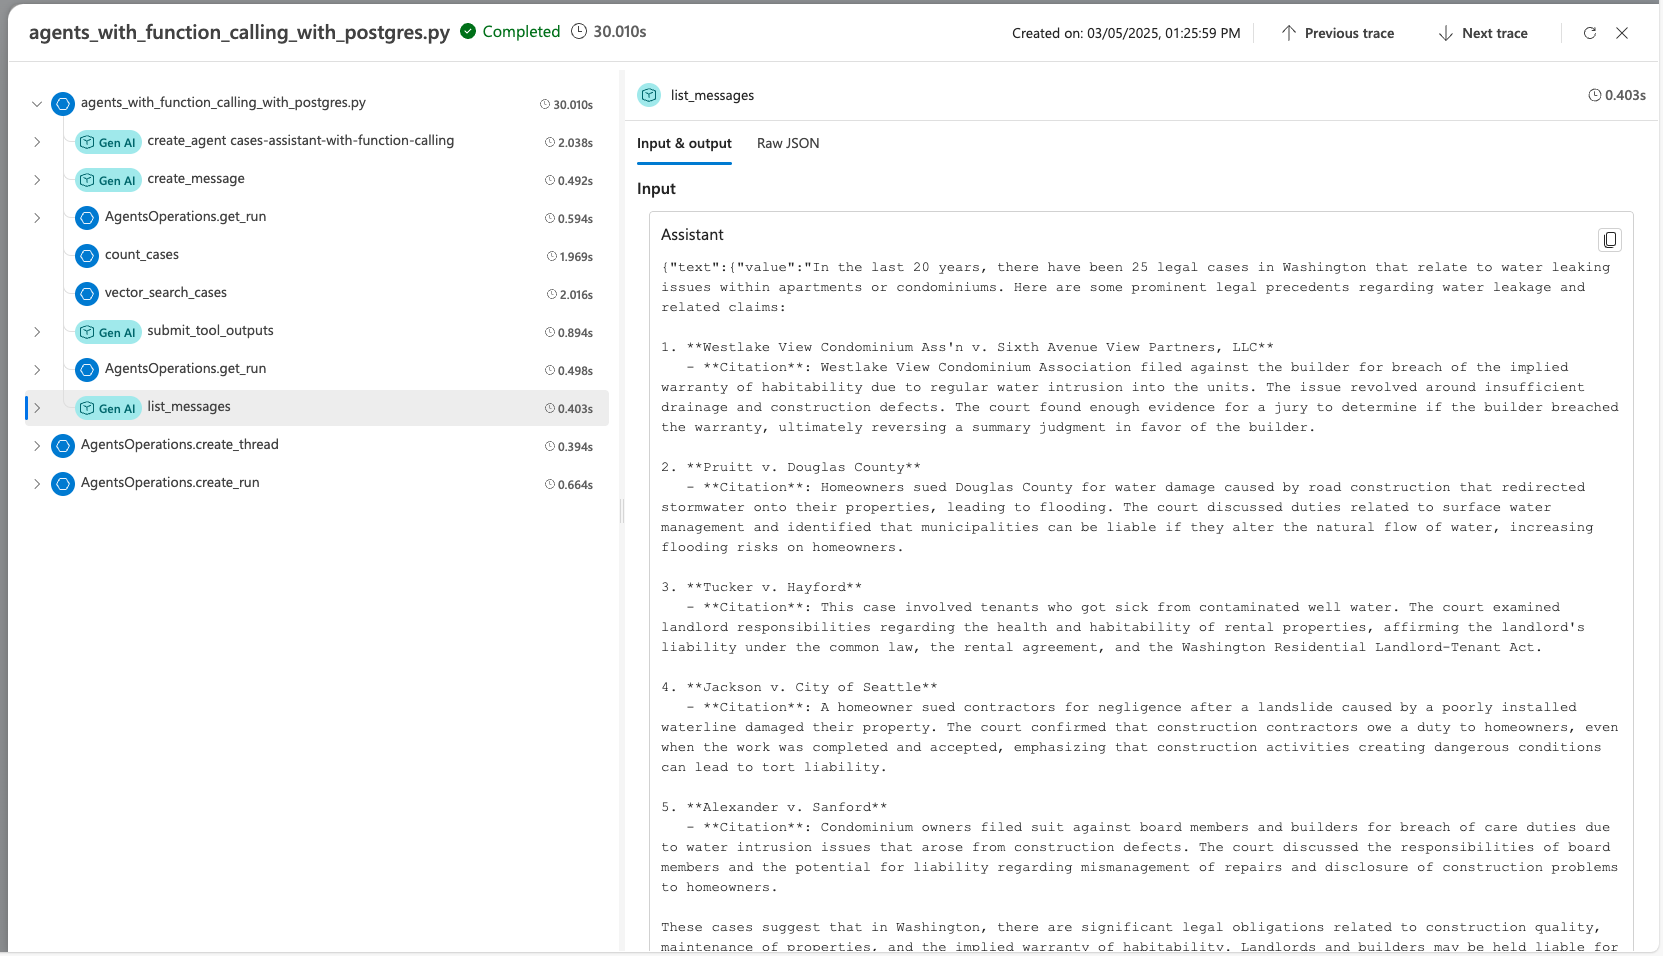 agents_with_function_calling_with_postgres.py Completed 30.010s Created on: 03/05/2025, 01:25:59 PM Previous trace Next trace
agents_with_function_calling_with_postgres.py 30.010s
Gen AI create_agent cases-assistant-with-function-calling 2.038s
Gen AI create_message 0.492s
AgentsOperations.get_run 0.594s
count_cases 1.969s
vector_search_cases 2.016s
Gen AI submit_tool_outputs 0.894s
AgentsOperations.get_run 0.498s
Gen AI list_messages 0.403s
AgentsOperations.create_thread 0.394s
AgentsOperations.create_run 0.664s
list_messages 0.403s
Input & output Raw JSON
Input
Assistant
{"text":{"value":"In the last 20 years, there have been 25 legal cases in Washington that relate to water leaking
issues within apartments or condominiums. Here are some prominent legal precedents regarding water leakage and
related claims:
1. **Westlake View Condominium Ass'n v. Sixth Avenue View Partners, LLC**
- **Citation**: Westlake View Condominium Association filed against the builder for breach of the implied
warranty of habitability due to regular water intrusion into the units. The issue revolved around insufficient
drainage and construction defects. The court found enough evidence for a jury to determine if the builder breached
the warranty, ultimately reversing a summary judgment in favor of the builder.
2. **Pruitt v. Douglas County**
- **Citation**: Homeowners sued Douglas County for water damage caused by road construction that redirected
stormwater onto their properties, leading to flooding. The court discussed duties related to surface water
management and identified that municipalities can be liable if they alter the natural flow of water, increasing
flooding risks on homeowners.
3. **Tucker v. Hayford**
- **Citation**: This case involved tenants who got sick from contaminated well water. The court examined
landlord responsibilities regarding the health and habitability of rental properties, affirming the landlord's
liability under the common law, the rental agreement, and the Washington Residential Landlord-Tenant Act.
4. **Jackson v. City of Seattle**
- **Citation**: A homeowner sued contractors for negligence after a landslide caused by a poorly installed
waterline damaged their property. The court confirmed that construction contractors owe a duty to homeowners, even
when the work was completed and accepted, emphasizing that construction activities creating dangerous conditions
can lead to tort liability.
5. **Alexander v. Sanford**
- **Citation**: Condominium owners filed suit against board members and builders for breach of care duties due
to water intrusion issues that arose from construction defects. The court discussed the responsibilities of board
members and the potential for liability regarding mismanagement of repairs and disclosure of construction problems
to homeowners.
These cases suggest that in Washington, there are significant legal obligations related to construction quality,
maintenance of properties, and the implied warranty of habitability. Landlords and builders may be held liable for